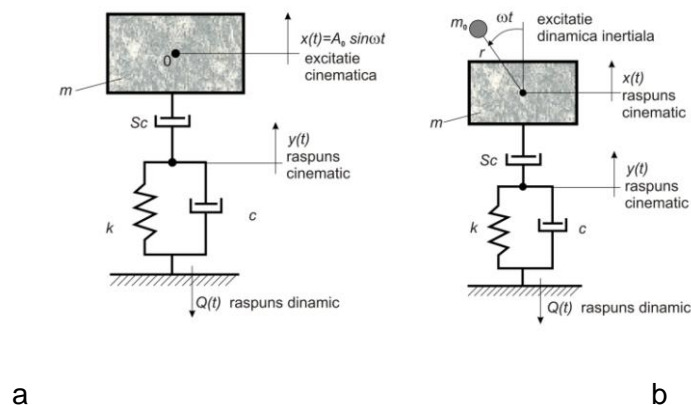 x(t)=A₀ sinωt
excitatie
cinematica
0
m
Sc
y(t)
raspuns
cinematic
k
c
Q(t) raspuns dinamic
a
m₀
ωt
excitatie
dinamica inertiala
r
x(t)
raspuns
cinematic
m
Sc
y(t)
raspuns
cinematic
k
c
Q(t) raspuns dinamic
b